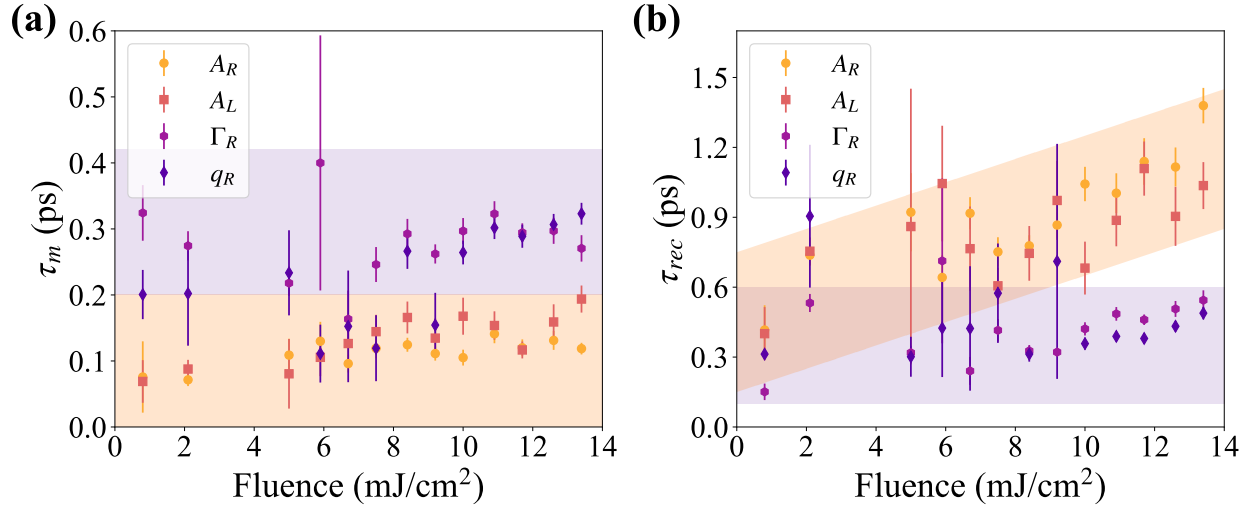 (a)
0.6
0.5
0.4
0.3
0.2
0.1
0.0
τm (ps)
A_R
A_L
Γ_R
q_R
0 2 4 6 8 10 12 14
Fluence (mJ/cm²)
(b)
1.5
1.2
0.9
0.6
0.3
0.0
τrec (ps)
A_R
A_L
Γ_R
q_R
0 2 4 6 8 10 12 14
Fluence (mJ/cm²)